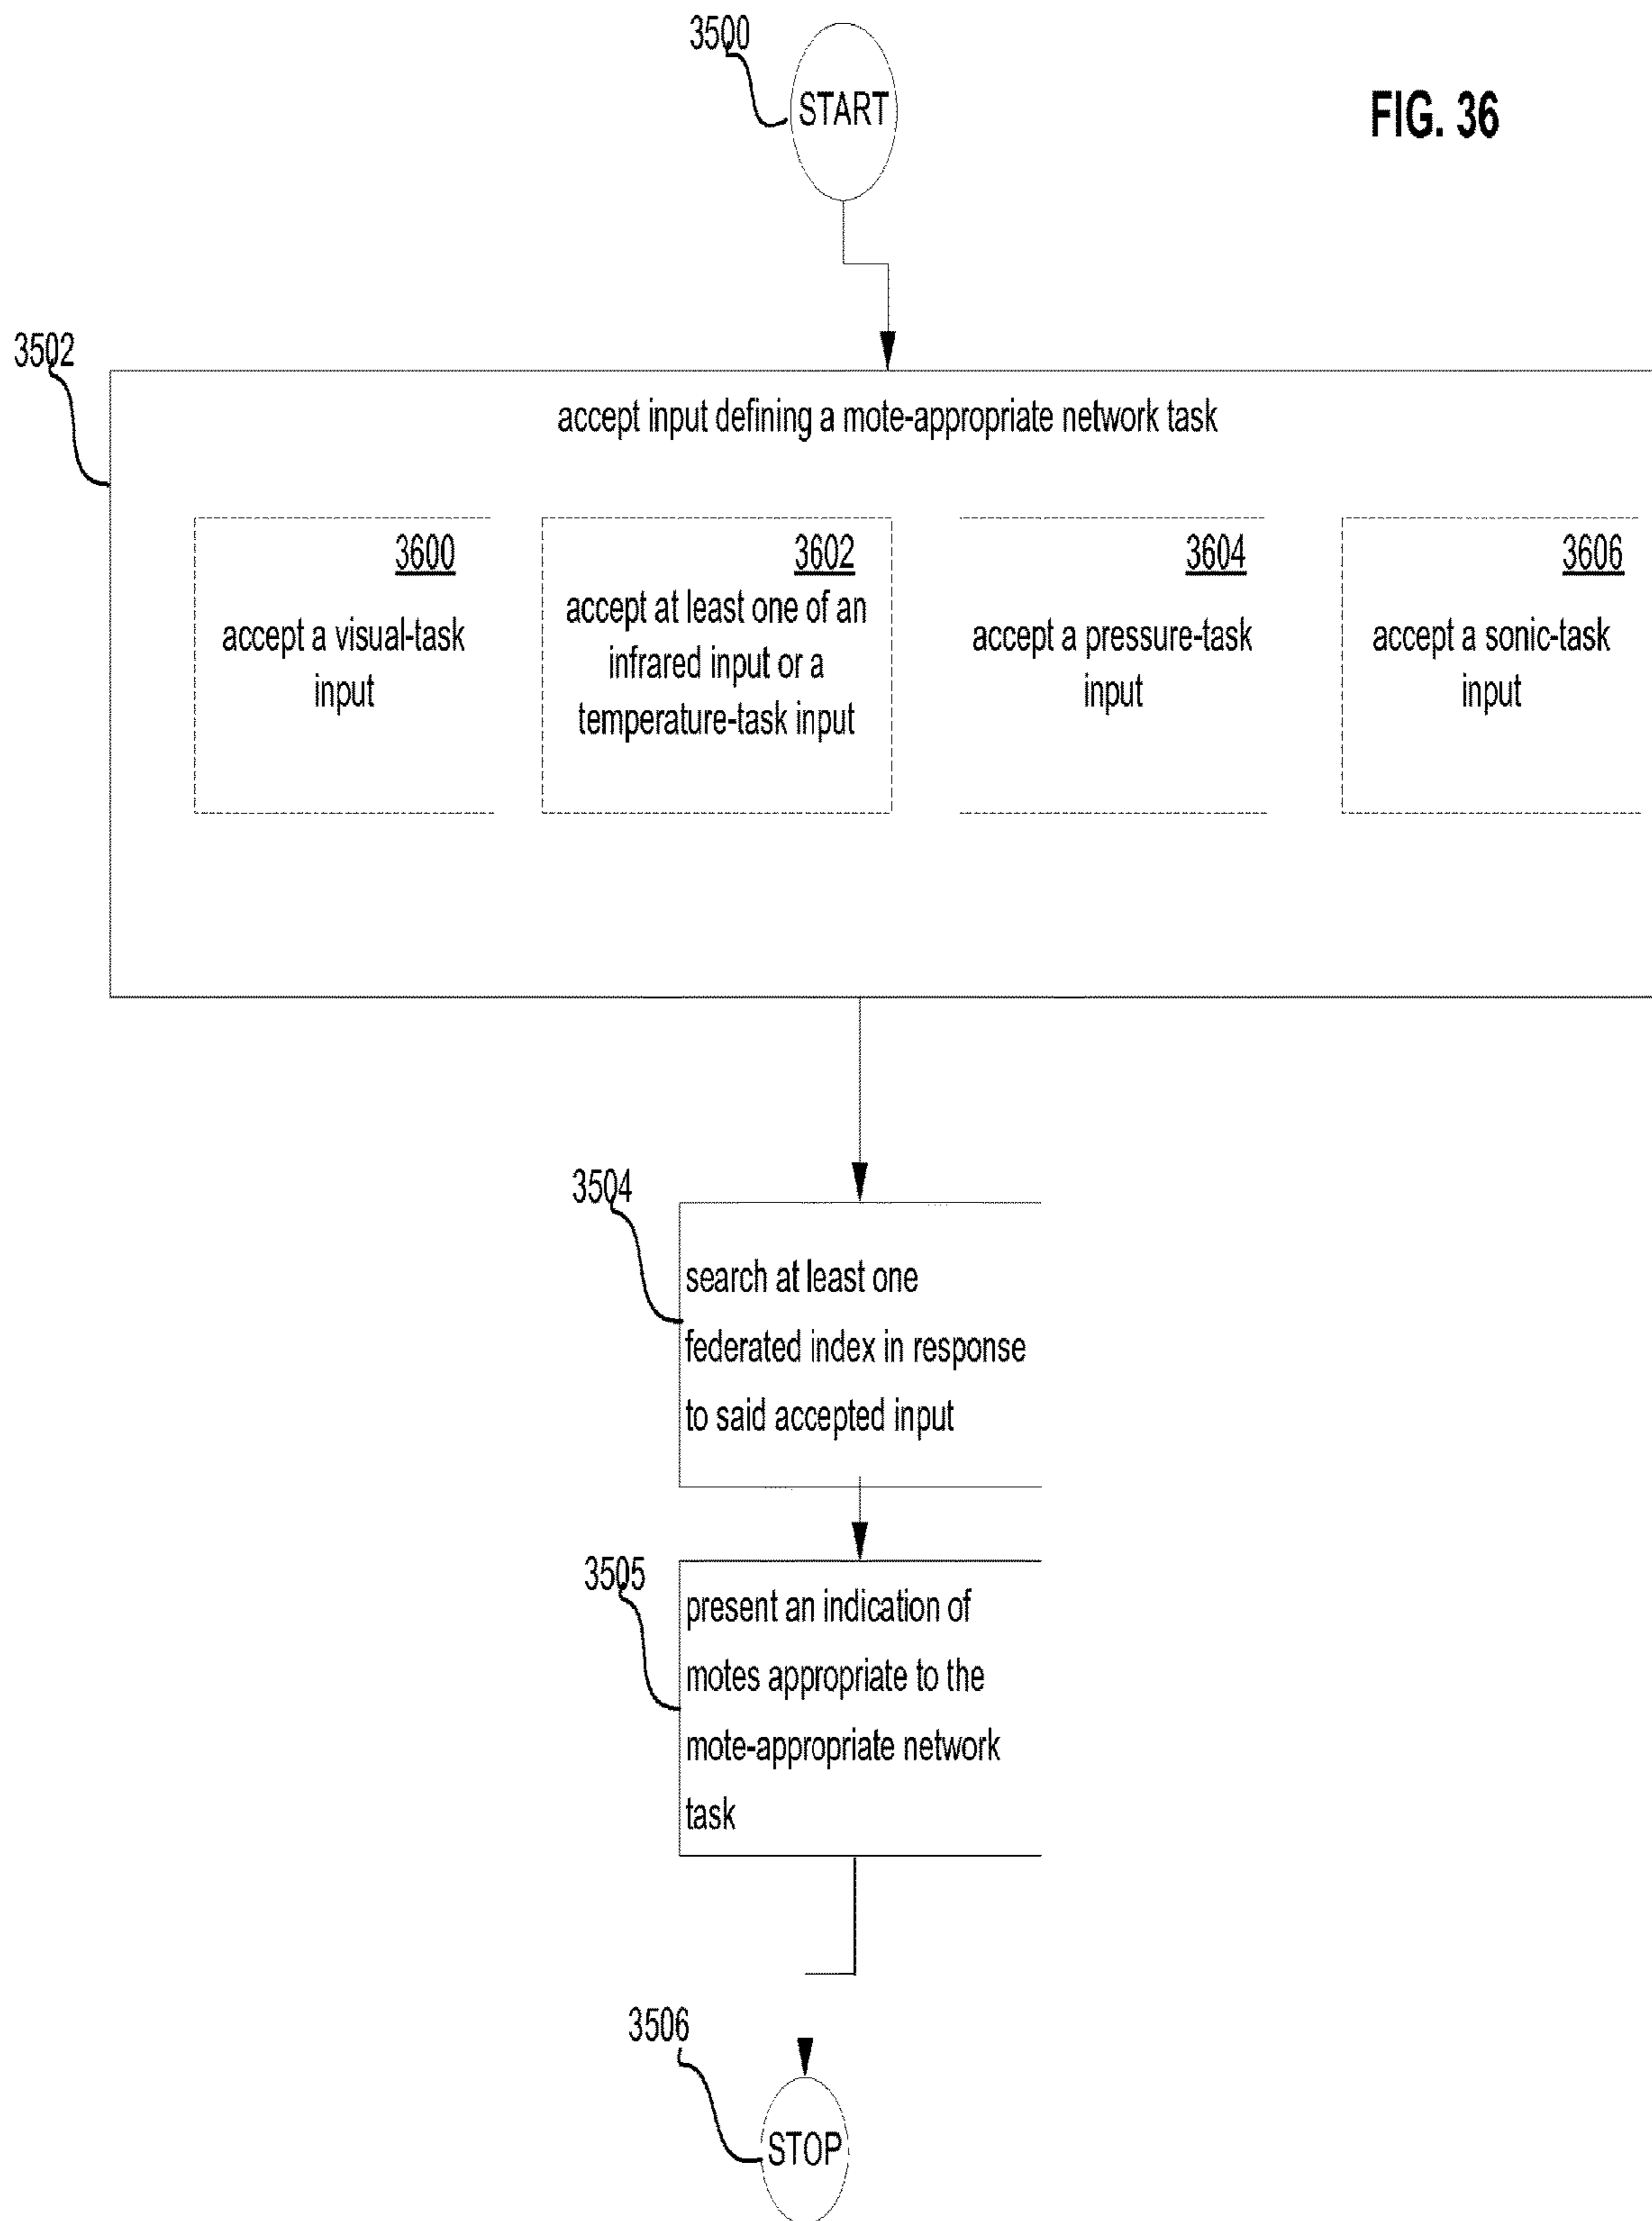 3500
START
FIG. 36
3502
accept input defining a mote-appropriate network task
3600
accept a visual-task
input
3602
accept at least one of an
infrared input or a
temperature-task input
3604
accept a pressure-task
input
3606
accept a sonic-task
input
3504
search at least one
federated index in response
to said accepted input
3505
present an indication of
motes appropriate to the
mote-appropriate network
task
3506
STOP